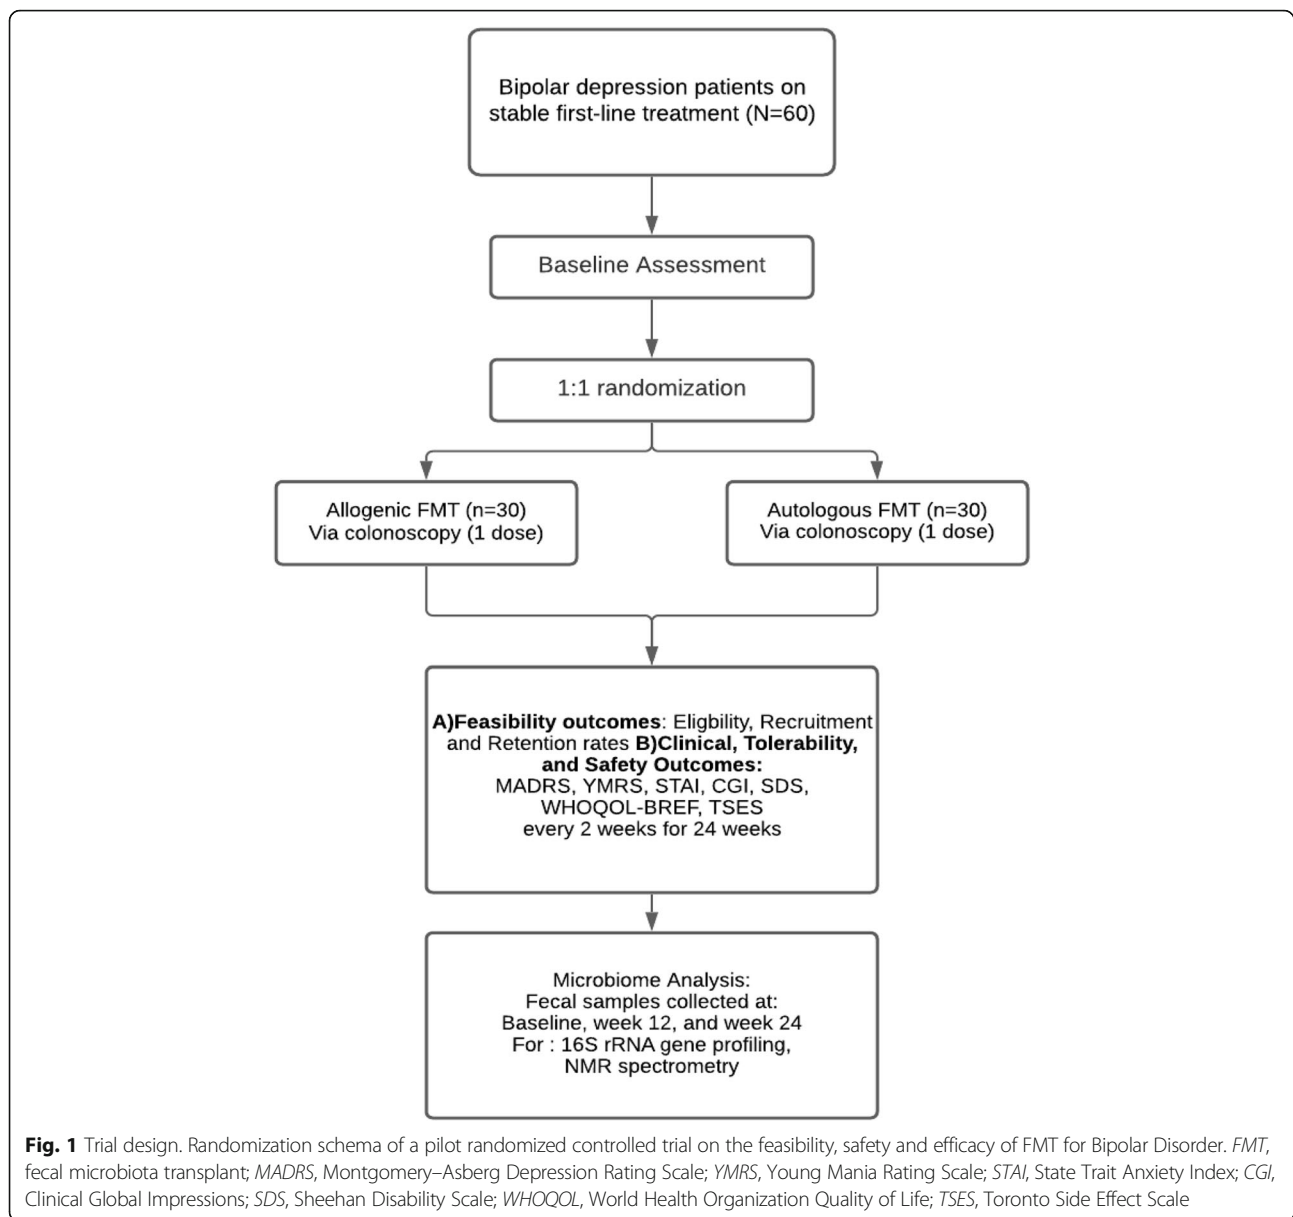 Bipolar depression patients on
stable first-line treatment (N=60)
Baseline Assessment
1:1 randomization
Allogenic FMT (n=30)
Via colonoscopy (1 dose)
Autologous FMT (n=30)
Via colonoscopy (1 dose)
A)Feasibility outcomes: Eligbility, Recruitment
and Retention rates B)Clinical, Tolerability,
and Safety Outcomes:
MADRS, YMRS, STAI, CGI, SDS,
WHOQOL-BREF, TSES
every 2 weeks for 24 weeks
Microbiome Analysis:
Fecal samples collected at:
Baseline, week 12, and week 24
For : 16S rRNA gene profiling,
NMR spectrometry
Fig. 1 Trial design. Randomization schema of a pilot randomized controlled trial on the feasibility, safety and efficacy of FMT for Bipolar Disorder. FMT,
fecal microbiota transplant; MADRS, Montgomery–Asberg Depression Rating Scale; YMRS, Young Mania Rating Scale; STAI, State Trait Anxiety Index; CGI,
Clinical Global Impressions; SDS, Sheehan Disability Scale; WHOQOL, World Health Organization Quality of Life; TSES, Toronto Side Effect Scale